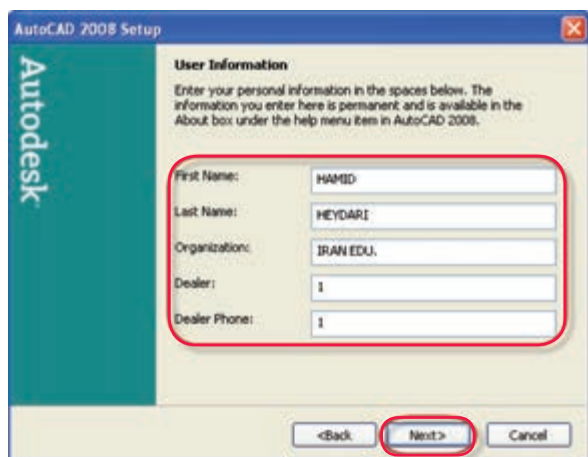 AutoCAD 2008 Setup
Autodesk
User Information
Enter your personal information in the spaces below. The
information you enter here is permanent and is available in the
About box under the help menu item in AutoCAD 2008.
First Name:
HAMID
Last Name:
HEYDARI
Organization:
IRAN EDU.
Dealer:
1
Dealer Phone:
1
<Back
Next>
Cancel